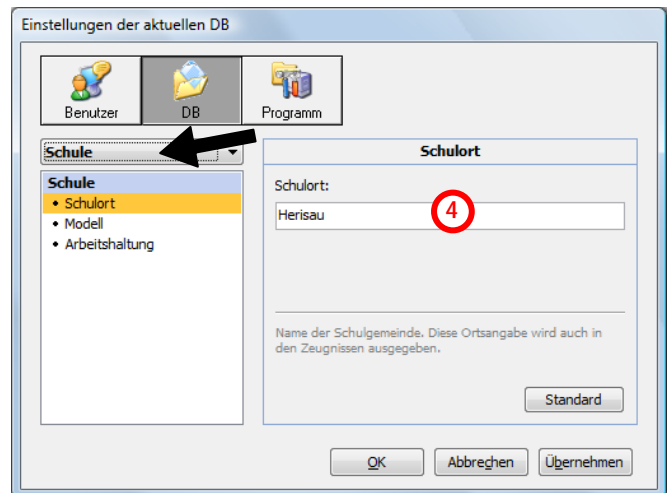 Einstellungen der aktuellen DB
Benutzer
DB
Programm
Schule
Schule
• Schulort
• Modell
• Arbeitshaltung
Schulort
Schulort:
Herisau
4
Name der Schulgemeinde. Diese Ortsangabe wird auch in
den Zeugnissen ausgegeben.
Standard
OK
Abbrechen
Übernehmen